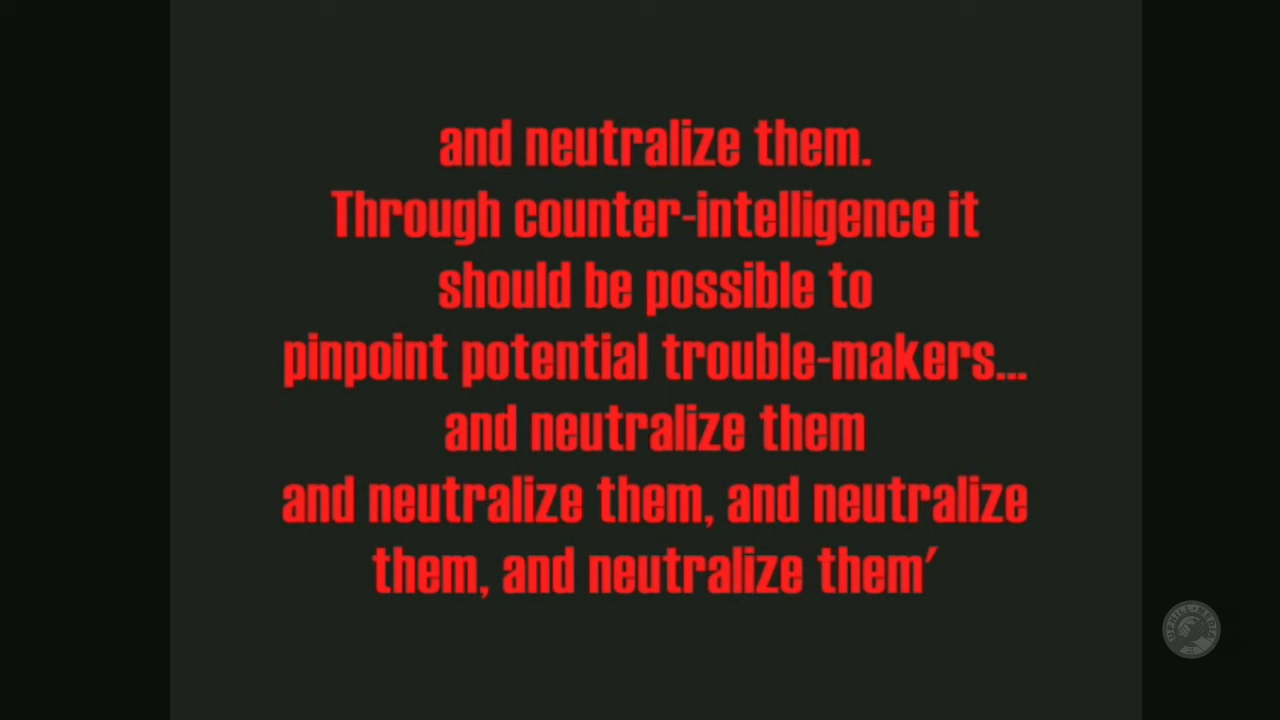 and neutralize them.
Through counter-intelligence it
should be possible to
pinpoint potential trouble-makers...
and neutralize them
and neutralize them, and neutralize
them, and neutralize them'